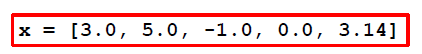 x = [3.0, 5.0, -1.0, 0.0, 3.14]